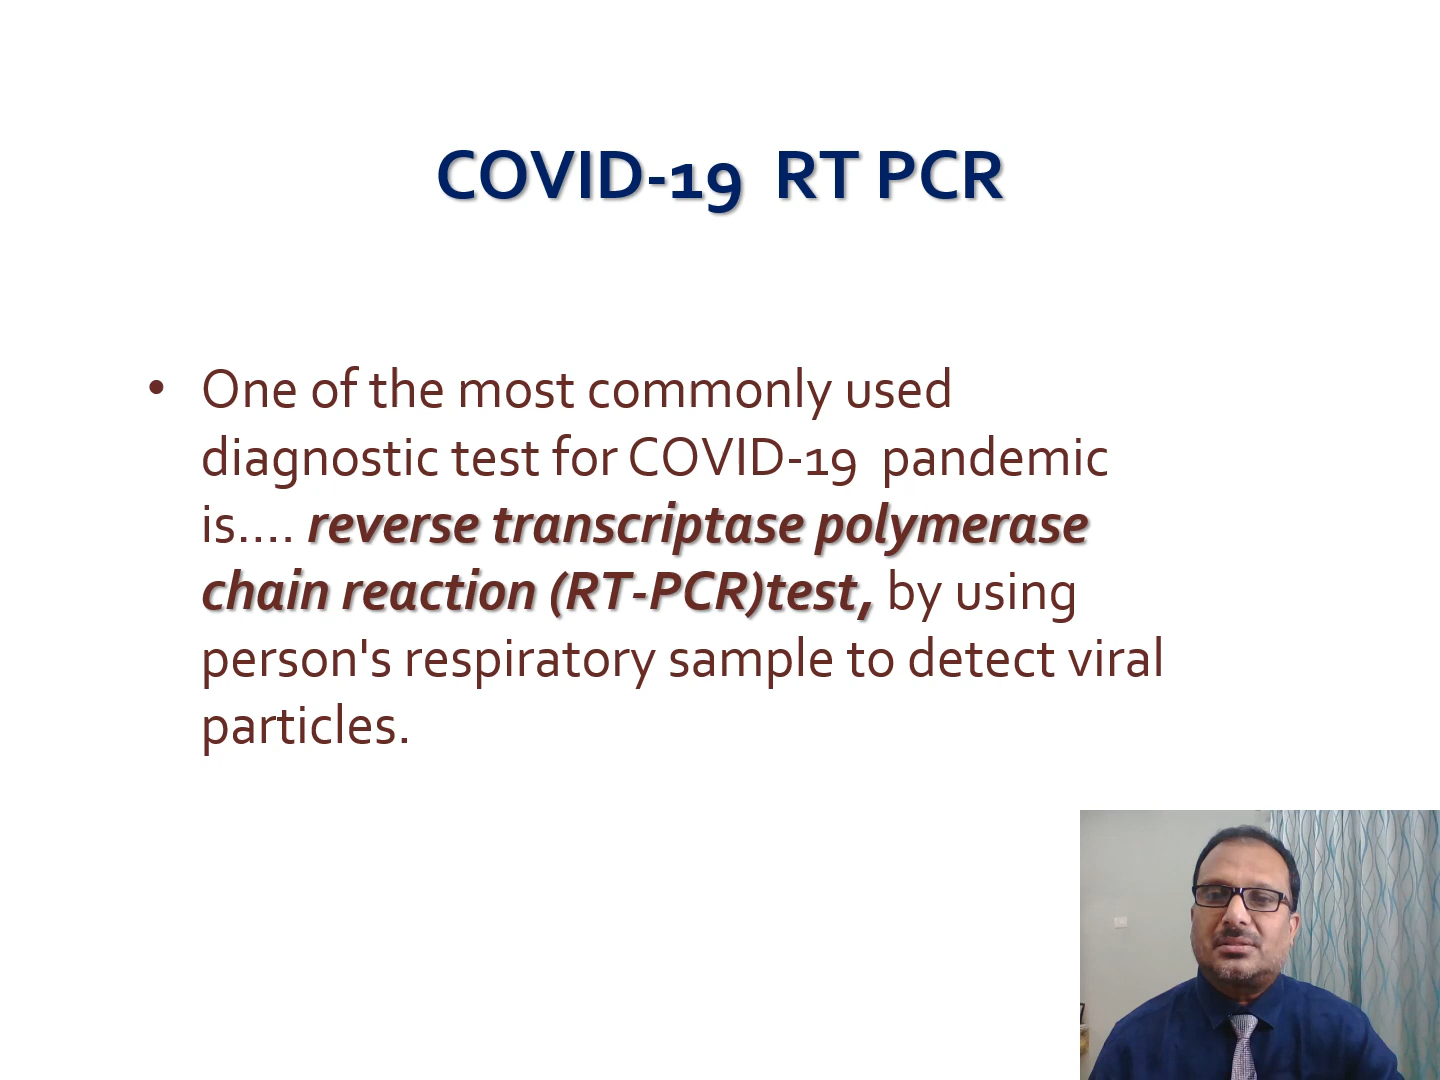 COVID-19 RT PCR
• One of the most commonly used
diagnostic test for COVID-19 pandemic
is.... reverse transcriptase polymerase
chain reaction (RT-PCR)test, by using
person's respiratory sample to detect viral
particles.